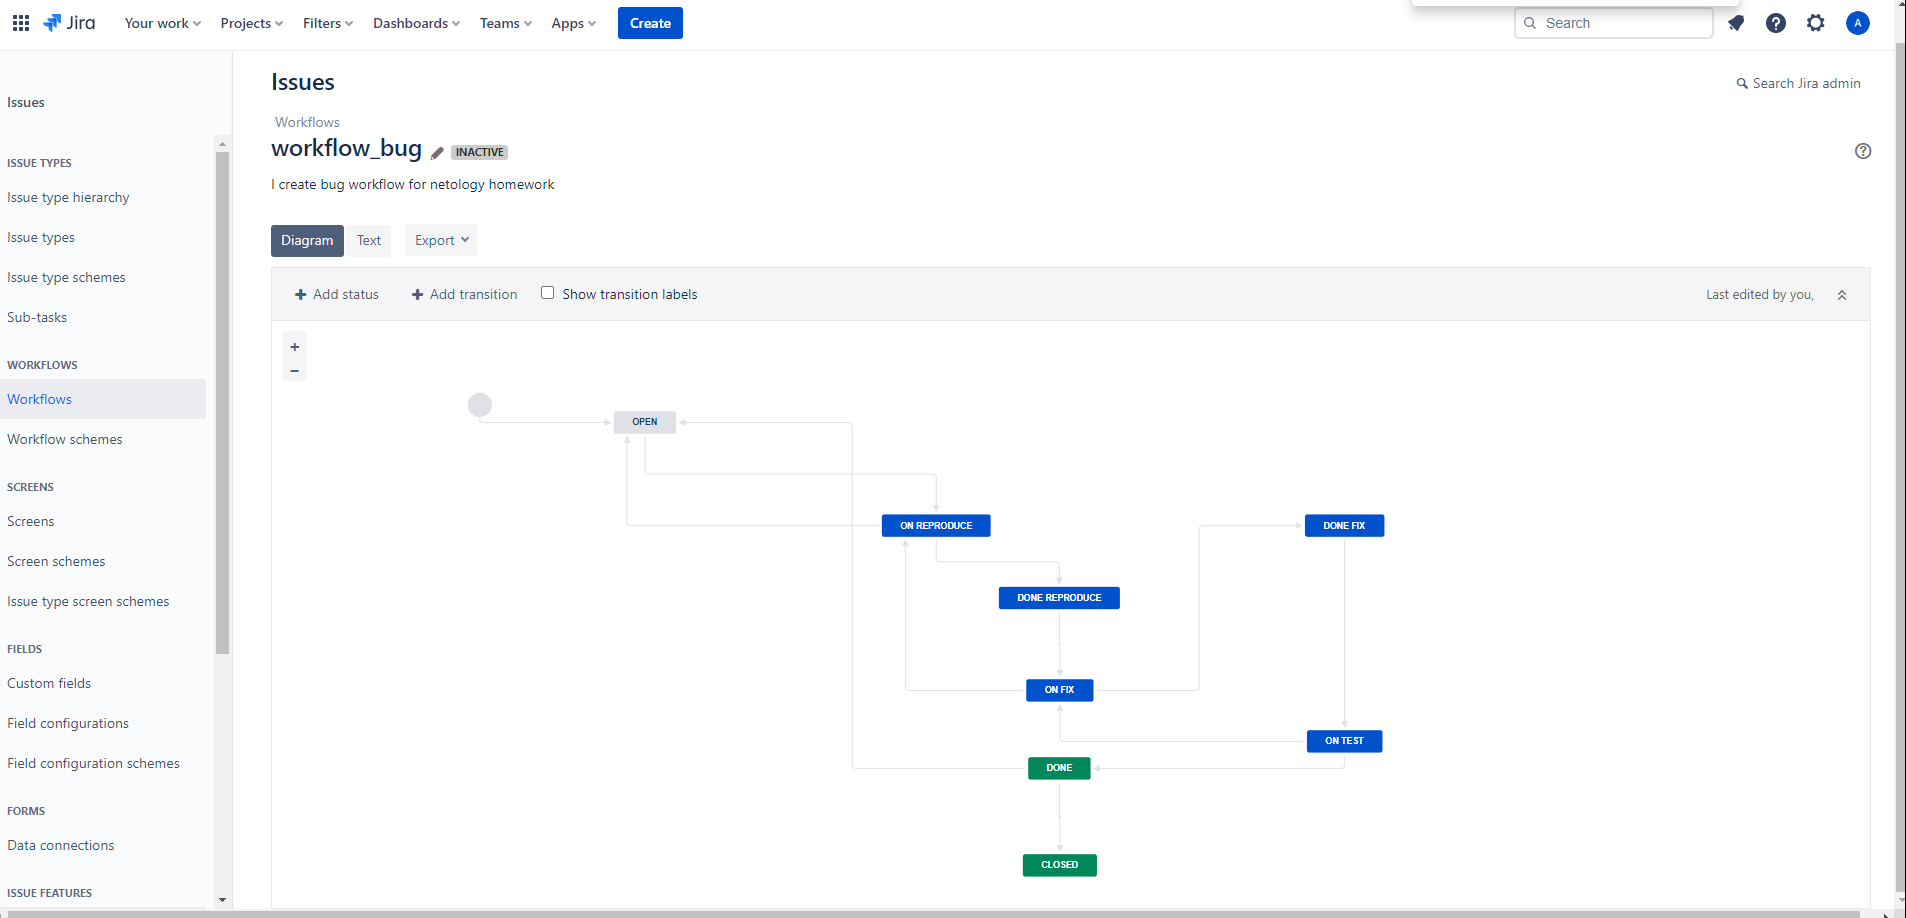 Jira Your work Projects Filters Dashboards Teams Apps Create Search A
Issues
ISSUE TYPES
Issue type hierarchy
Issue types
Issue type schemes
Sub-tasks
WORKFLOWS
Workflows
Workflow schemes
SCREENS
Screens
Screen schemes
Issue type screen schemes
FIELDS
Custom fields
Field configurations
Field configuration schemes
FORMS
Data connections
ISSUE FEATURES
Issues
Search Jira admin
Workflows
workflow_bug INACTIVE
I create bug workflow for netology homework
Diagram Text Export
+ Add status + Add transition Show transition labels Last edited by you,
+
−
OPEN
ON REPRODUCE DONE FIX
DONE REPRODUCE
ON FIX
ON TEST
DONE
CLOSED